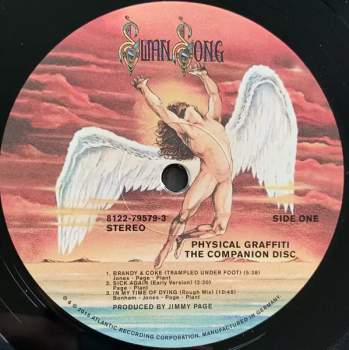 Swan Song
8122-79579-3
STEREO
SIDE ONE
PHYSICAL GRAFFITI
THE COMPANION DISC
1. BRANDY & COKE (TRAMPLED UNDER FOOT) (5:38)
Jones - Page - Plant
2. SICK AGAIN (Early Version) (2:20)
Page - Plant
3. IN MY TIME OF DYING (Rough Mix) (10:48)
Bonham - Jones - Page - Plant
PRODUCED BY JIMMY PAGE
℗ & © 2015 ATLANTIC RECORDING CORPORATION. MANUFACTURED IN GERMANY.